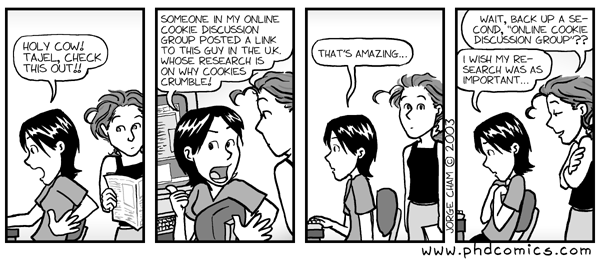 HOLY COW!
TAJEL, CHECK
THIS OUT!!
SOMEONE IN MY ONLINE
COOKIE DISCUSSION
GROUP POSTED A LINK
TO THIS GUY IN THE U.K.
WHOSE RESEARCH IS
ON WHY COOKIES
CRUMBLE!
THAT'S AMAZING...
JORGE CHAM © 2003
WAIT, BACK UP A SE-
COND, "ONLINE COOKIE
DISCUSSION GROUP"??
I WISH MY RE-
SEARCH WAS AS
IMPORTANT...
www.phdcomics.com